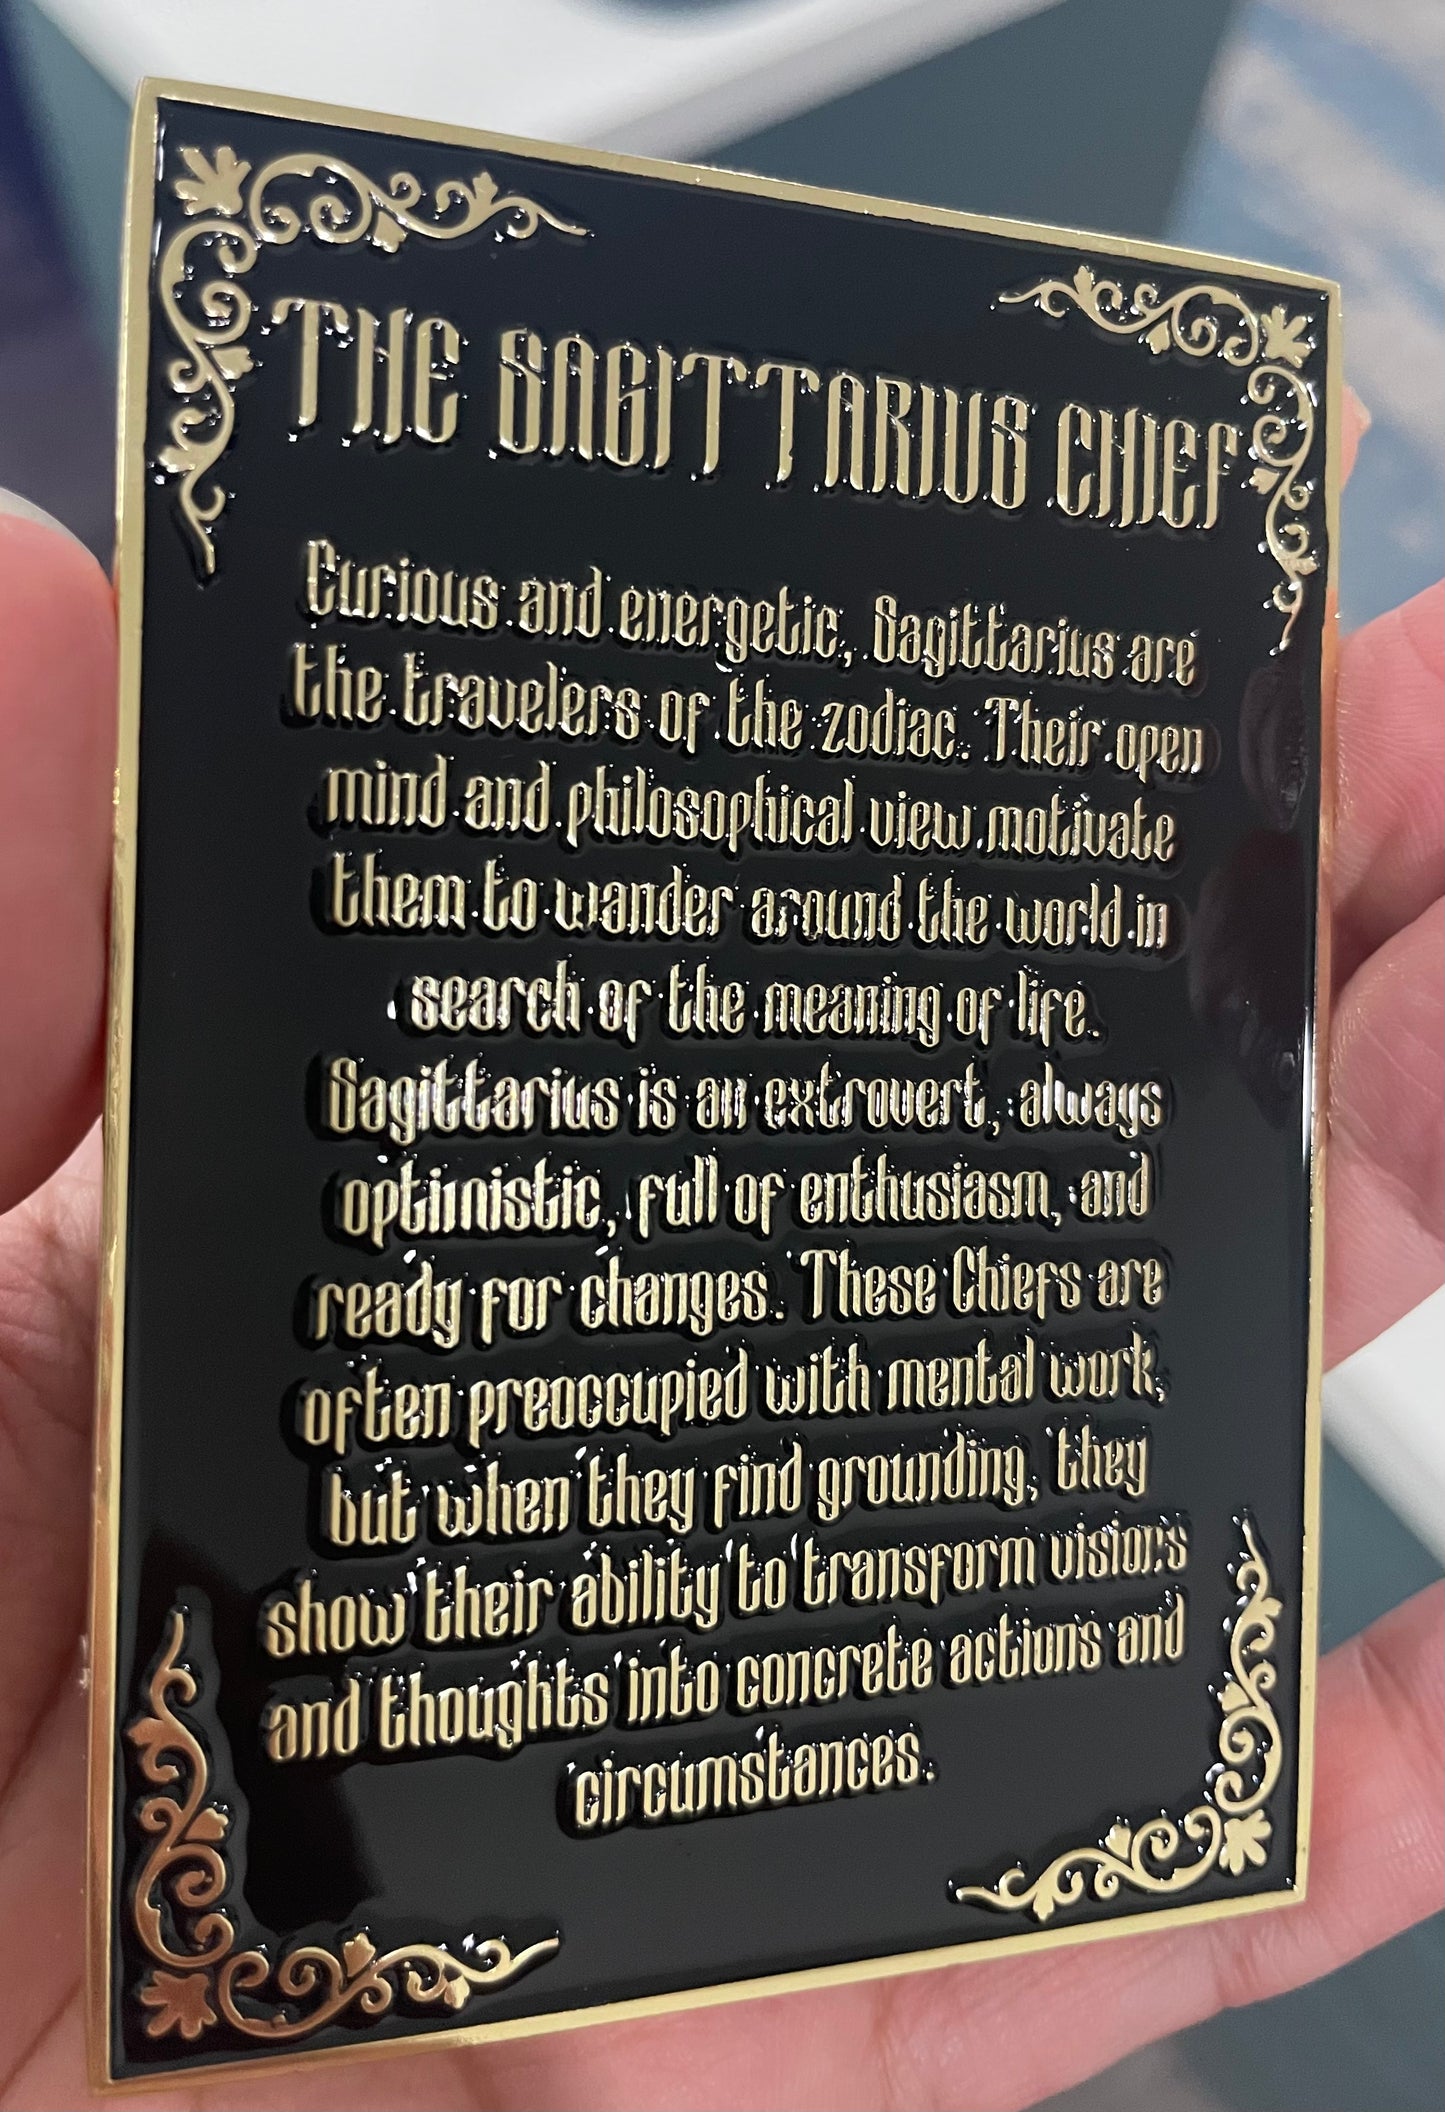 THE SAGITTARIUS CHIEF
Curious and energetic, Sagittarius are
the travelers of the zodiac. Their open
mind and philosophical view motivate
them to wander around the world in
search of the meaning of life.
Sagittarius is an extrovert, always
optimistic, full of enthusiasm, and
ready for changes. These Chiefs are
often preoccupied with mental work,
but when they find grounding, they
show their ability to transform visions
and thoughts into concrete actions and
circumstances.